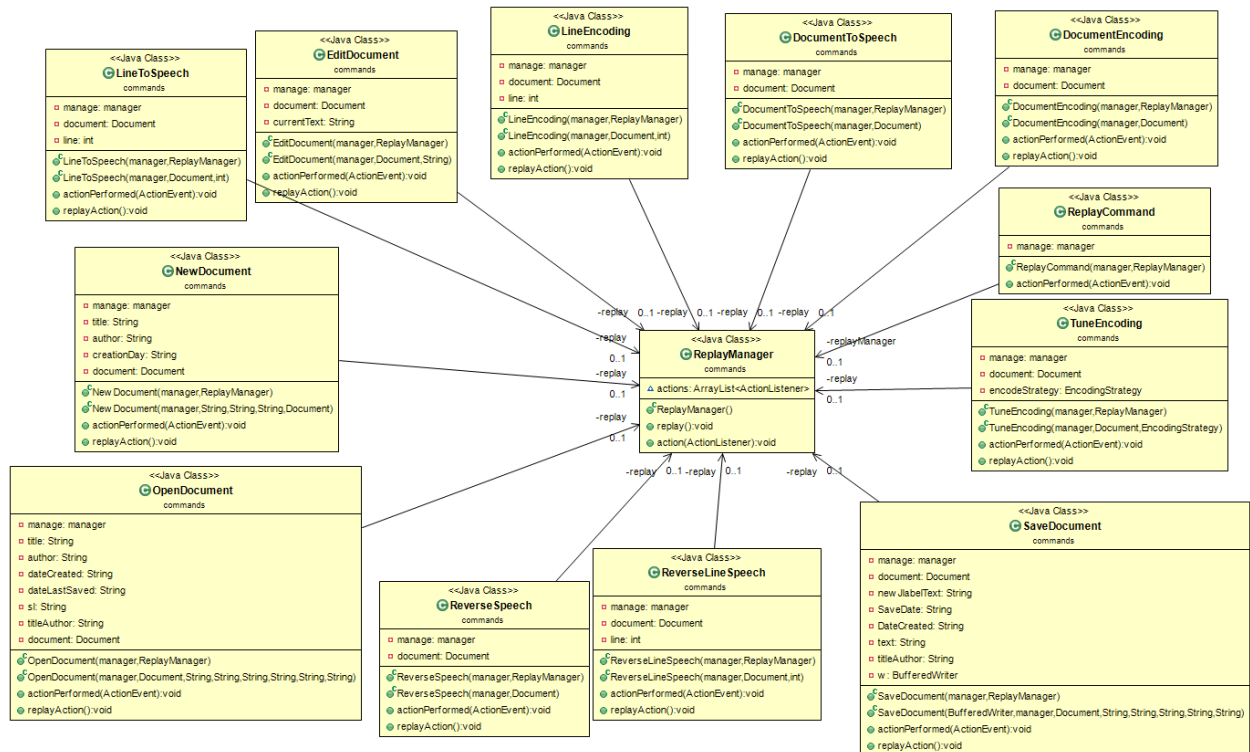 <<Java Class>>
LineToSpeech
commands
manage: manager
document: Document
line: int
LineToSpeech(manager,ReplayManager)
LineToSpeech(manager,Document,int)
actionPerformed(ActionEvent):void
replayAction():void
<<Java Class>>
EditDocument
commands
manage: manager
document: Document
currentText: String
EditDocument(manager,ReplayManager)
EditDocument(manager,Document,String)
actionPerformed(ActionEvent):void
replayAction():void
<<Java Class>>
LineEncoding
commands
manage: manager
document: Document
line: int
LineEncoding(manager,ReplayManager)
LineEncoding(manager,Document,int)
actionPerformed(ActionEvent):void
replayAction():void
<<Java Class>>
DocumentToSpeech
commands
manage: manager
document: Document
DocumentToSpeech(manager,ReplayManager)
DocumentToSpeech(manager,Document)
actionPerformed(ActionEvent):void
replayAction():void
<<Java Class>>
DocumentEncoding
commands
manage: manager
document: Document
DocumentEncoding(manager,ReplayManager)
DocumentEncoding(manager,Document)
actionPerformed(ActionEvent):void
replayAction():void
<<Java Class>>
ReplayCommand
commands
manage: manager
ReplayCommand(manager,ReplayManager)
actionPerformed(ActionEvent):void
<<Java Class>>
NewDocument
commands
manage: manager
title: String
author: String
creationDay: String
document: Document
NewDocument(manager,ReplayManager)
NewDocument(manager,String,String,String,Document)
actionPerformed(ActionEvent):void
replayAction():void
-replay 0..1 -replay 0..1 -replay 0..1 -replay 0..1
-replay
0..1
-replay
0..1
-replay
0..1
<<Java Class>>
ReplayManager
commands
actions: ArrayList<ActionListener>
ReplayManager()
replay():void
action(ActionListener):void
-replayManager
0..1
-replay
0..1
<<Java Class>>
TuneEncoding
commands
manage: manager
document: Document
encodeStrategy: EncodingStrategy
TuneEncoding(manager,ReplayManager)
TuneEncoding(manager,Document,EncodingStrategy)
actionPerformed(ActionEvent):void
replayAction():void
-replay 0..1 -replay 0..1 -replay 0..1
<<Java Class>>
OpenDocument
commands
manage: manager
title: String
author: String
dateCreated: String
dateLastSaved: String
sl: String
titleAuthor: String
document: Document
OpenDocument(manager,ReplayManager)
OpenDocument(manager,Document,String,String,String,String,String,String)
actionPerformed(ActionEvent):void
replayAction():void
<<Java Class>>
ReverseSpeech
commands
manage: manager
document: Document
ReverseSpeech(manager,ReplayManager)
ReverseSpeech(manager,Document)
actionPerformed(ActionEvent):void
replayAction():void
<<Java Class>>
ReverseLineSpeech
commands
manage: manager
document: Document
line: int
ReverseLineSpeech(manager,ReplayManager)
ReverseLineSpeech(manager,Document,int)
actionPerformed(ActionEvent):void
replayAction():void
<<Java Class>>
SaveDocument
commands
manage: manager
document: Document
newJlabelText: String
SaveDate: String
DateCreated: String
text: String
titleAuthor: String
w: BufferedWriter
SaveDocument(manager,ReplayManager)
SaveDocument(BufferedWriter,manager,Document,String,String,String,String,String)
actionPerformed(ActionEvent):void
replayAction():void